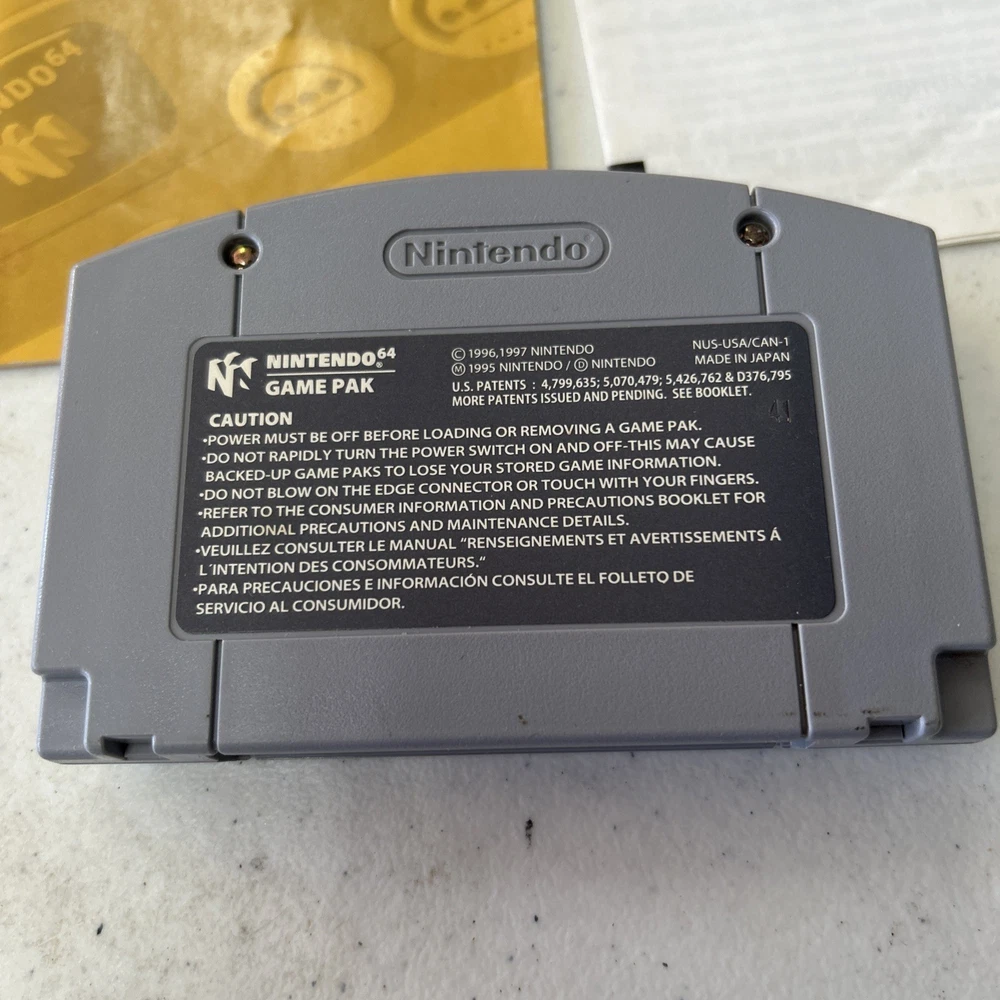 NDO64
Nintendo®
NINTENDO64®
GAME PAK
© 1996,1997 NINTENDO
Ⓜ 1995 NINTENDO / Ⓓ NINTENDO
U.S. PATENTS : 4,799,635; 5,070,479; 5,426,762 & D376,795
MORE PATENTS ISSUED AND PENDING. SEE BOOKLET.
NUS-USA/CAN-1
MADE IN JAPAN
41
CAUTION
•POWER MUST BE OFF BEFORE LOADING OR REMOVING A GAME PAK.
•DO NOT RAPIDLY TURN THE POWER SWITCH ON AND OFF-THIS MAY CAUSE
BACKED-UP GAME PAKS TO LOSE YOUR STORED GAME INFORMATION.
•DO NOT BLOW ON THE EDGE CONNECTOR OR TOUCH WITH YOUR FINGERS.
•REFER TO THE CONSUMER INFORMATION AND PRECAUTIONS BOOKLET FOR
ADDITIONAL PRECAUTIONS AND MAINTENANCE DETAILS.
•VEUILLEZ CONSULTER LE MANUAL "RENSEIGNEMENTS ET AVERTISSEMENTS Á
L´INTENTION DES CONSOMMATEURS."
•PARA PRECAUCIONES E INFORMACIÓN CONSULTE EL FOLLETO DE
SERVICIO AL CONSUMIDOR.